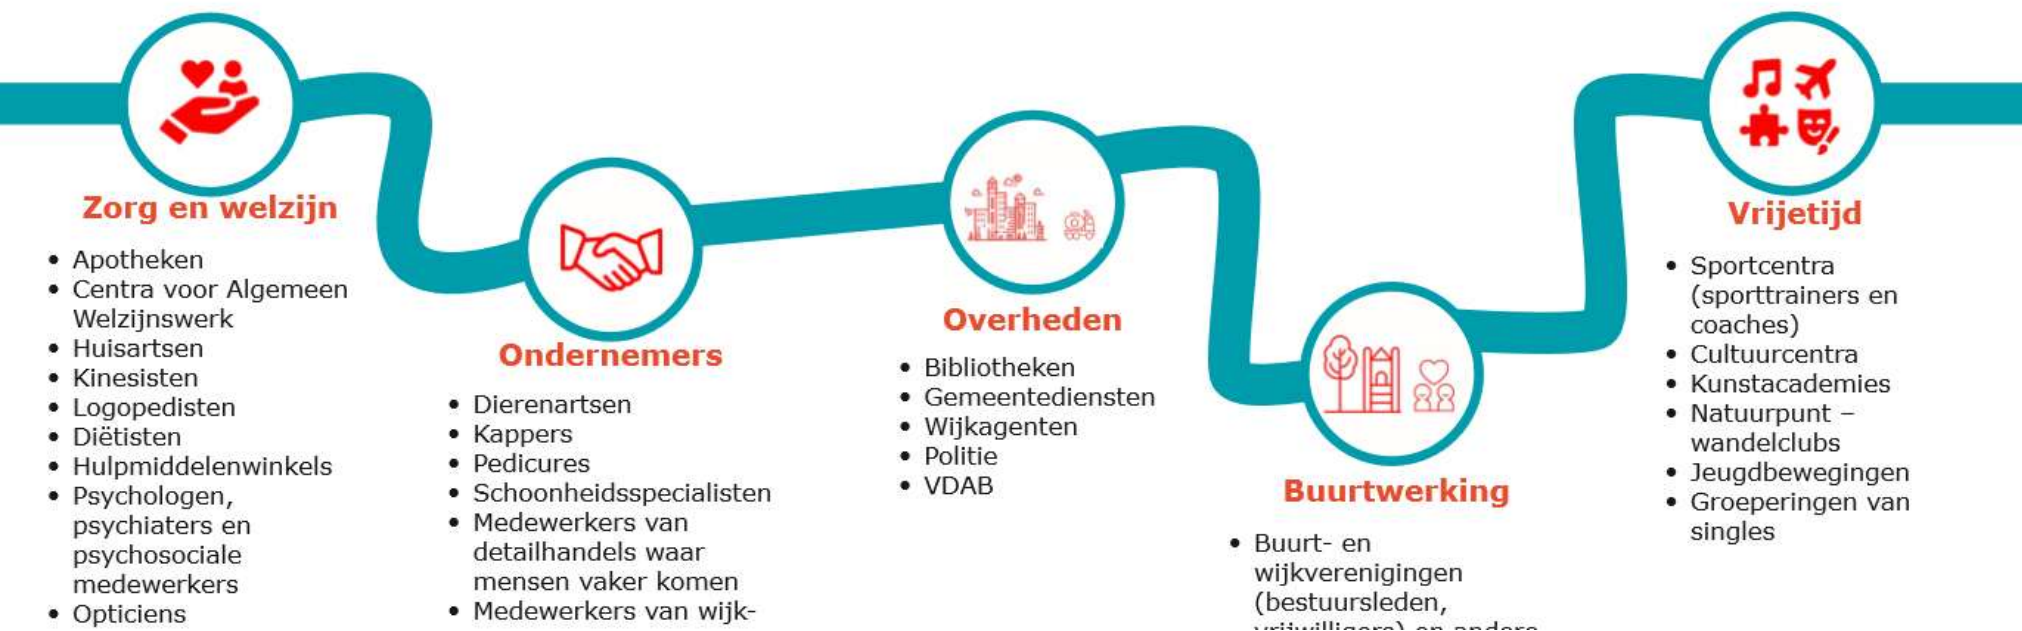 Zorg en welzijn
• Apotheken
• Centra voor Algemeen
Welzijnswerk
• Huisartsen
• Kinesisten
• Logopedisten
• Diëtisten
• Hulpmiddelenwinkels
• Psychologen,
psychiaters en
psychosociale
medewerkers
• Opticiens
Ondernemers
• Dierenartsen
• Kappers
• Pedicures
• Schoonheidsspecialisten
• Medewerkers van
detailhandels waar
mensen vaker komen
• Medewerkers van wijk-
Overheden
• Bibliotheken
• Gemeentediensten
• Wijkagenten
• Politie
• VDAB
Buurtwerking
• Buurt- en
wijkverenigingen
(bestuursleden,
vrijwilligers) en andere
Vrijetijd
• Sportcentra
(sporttrainers en
coaches)
• Cultuurcentra
• Kunstacademies
• Natuurpunt –
wandelclubs
• Jeugdbewegingen
• Groeperingen van
singles